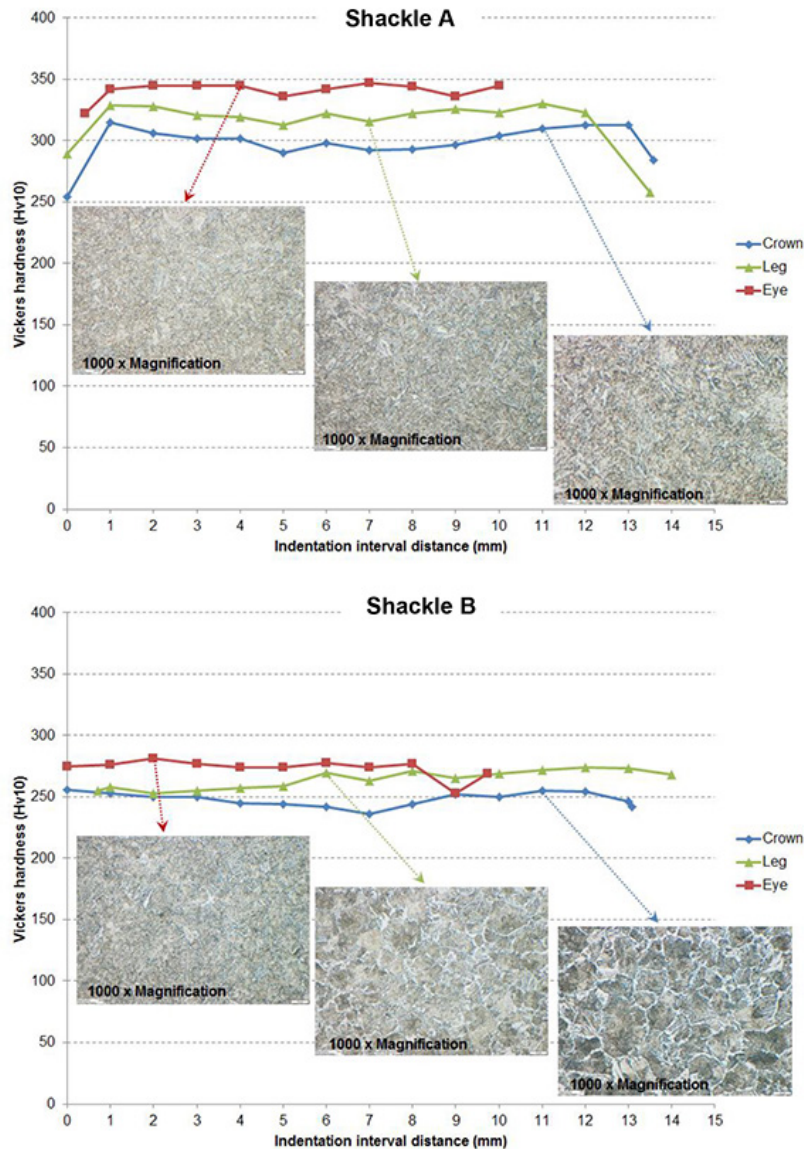 Shackle A
400
350
300
250
200
150
100
50
0
Vickers hardness (Hv10)
1000 x Magnification
1000 x Magnification
1000 x Magnification
Crown
Leg
Eye
0 1 2 3 4 5 6 7 8 9 10 11 12 13 14 15
Indentation interval distance (mm)
Shackle B
400
350
300
250
200
150
100
50
0
Vickers hardness (Hv10)
1000 x Magnification
1000 x Magnification
1000 x Magnification
Crown
Leg
Eye
0 1 2 3 4 5 6 7 8 9 10 11 12 13 14 15
Indentation interval distance (mm)